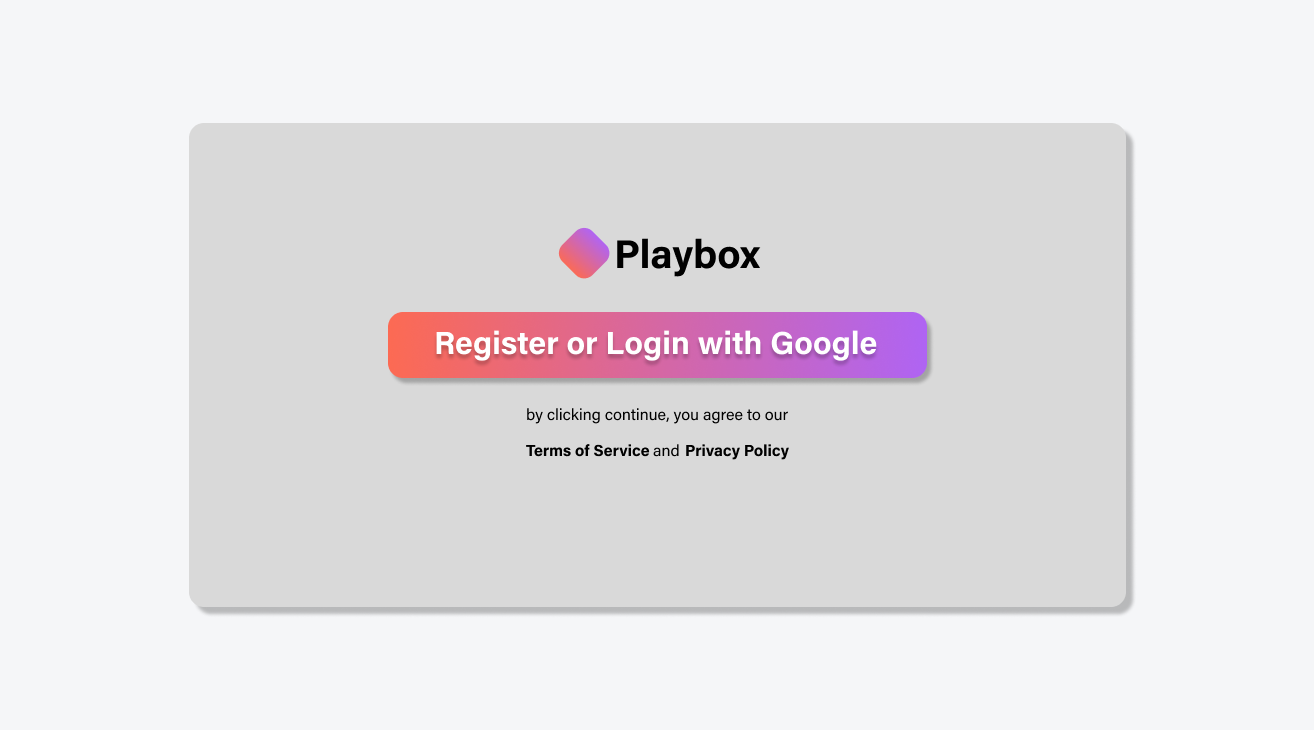 Playbox
Register or Login with Google
by clicking continue, you agree to our
Terms of Service and Privacy Policy